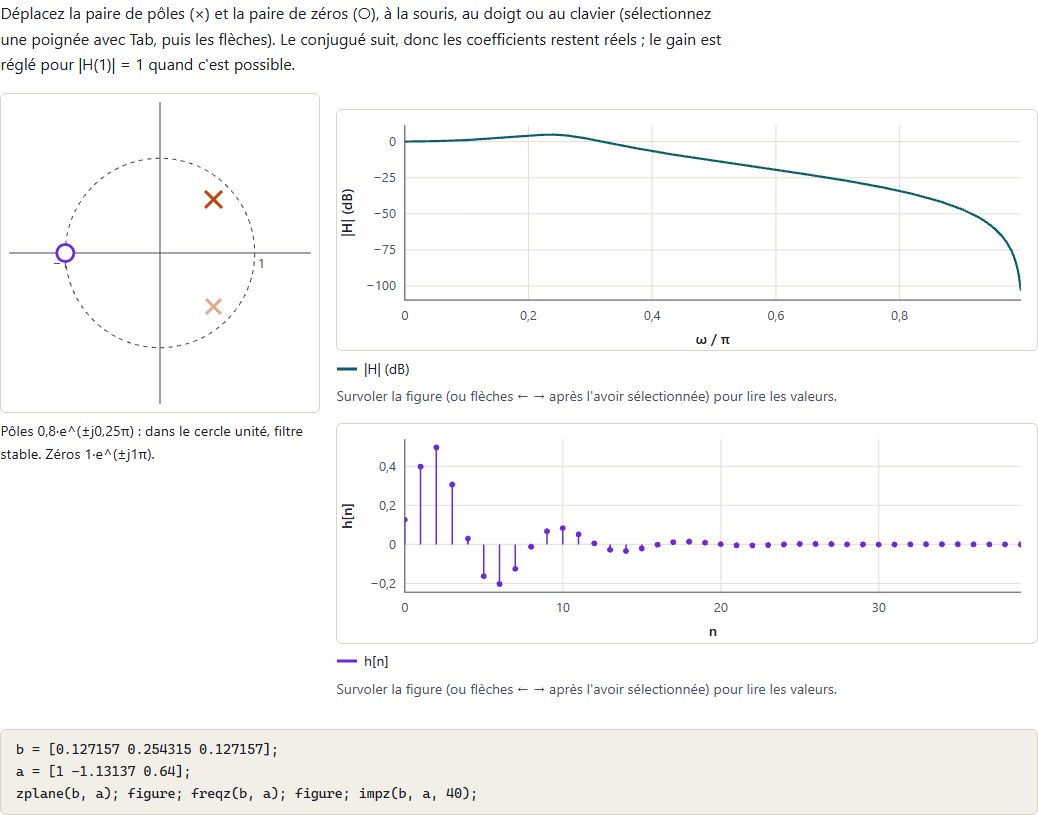 Déplacez la paire de pôles (×) et la paire de zéros (○), à la souris, au doigt ou au clavier (sélectionnez
une poignée avec Tab, puis les flèches). Le conjugué suit, donc les coefficients restent réels ; le gain est
réglé pour |H(1)| = 1 quand c'est possible.
1
|H| (dB)
0
−25
−50
−75
−100
0 0,2 0,4 0,6 0,8
ω / π
|H| (dB)
Survoler la figure (ou flèches ← → après l'avoir sélectionnée) pour lire les valeurs.
Pôles 0,8·e^(±j0,25π) : dans le cercle unité, filtre
stable. Zéros 1·e^(±j1π).
h[n]
0,4
0,2
0
−0,2
0 10 20 30
n
h[n]
Survoler la figure (ou flèches ← → après l'avoir sélectionnée) pour lire les valeurs.
b = [0.127157 0.254315 0.127157];
a = [1 −1.13137 0.64];
zplane(b, a); figure; freqz(b, a); figure; impz(b, a, 40);